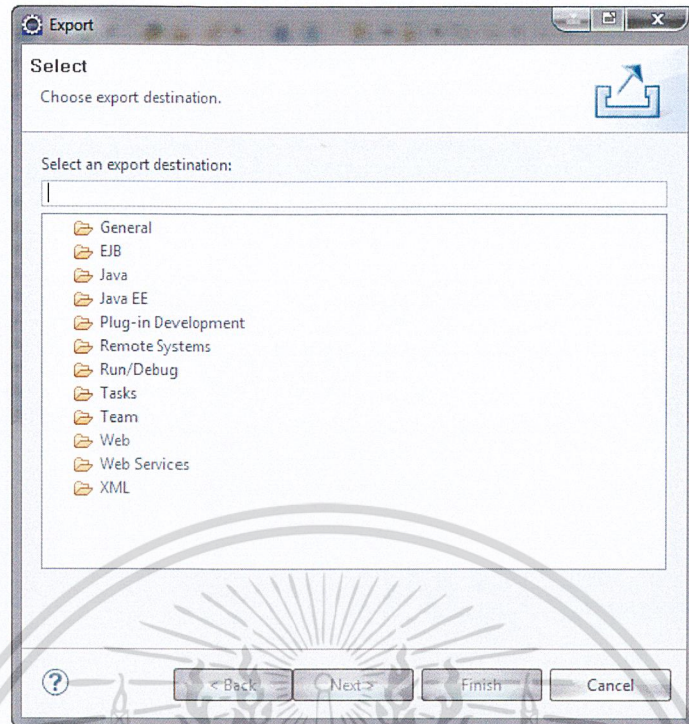 Export
Select
Choose export destination.
Select an export destination:
General
EJB
Java
Java EE
Plug-in Development
Remote Systems
Run/Debug
Tasks
Team
Web
Web Services
XML
< Back
Next >
Finish
Cancel